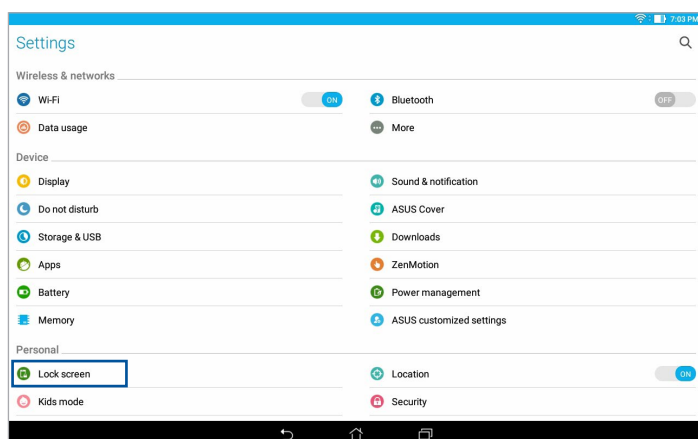 7:03 PM
Settings
Wireless & networks
Wi-Fi ON
Bluetooth OFF
Data usage
More
Device
Display
Sound & notification
Do not disturb
ASUS Cover
Storage & USB
Downloads
Apps
ZenMotion
Battery
Power management
Memory
ASUS customized settings
Personal
Lock screen
Location ON
Kids mode
Security